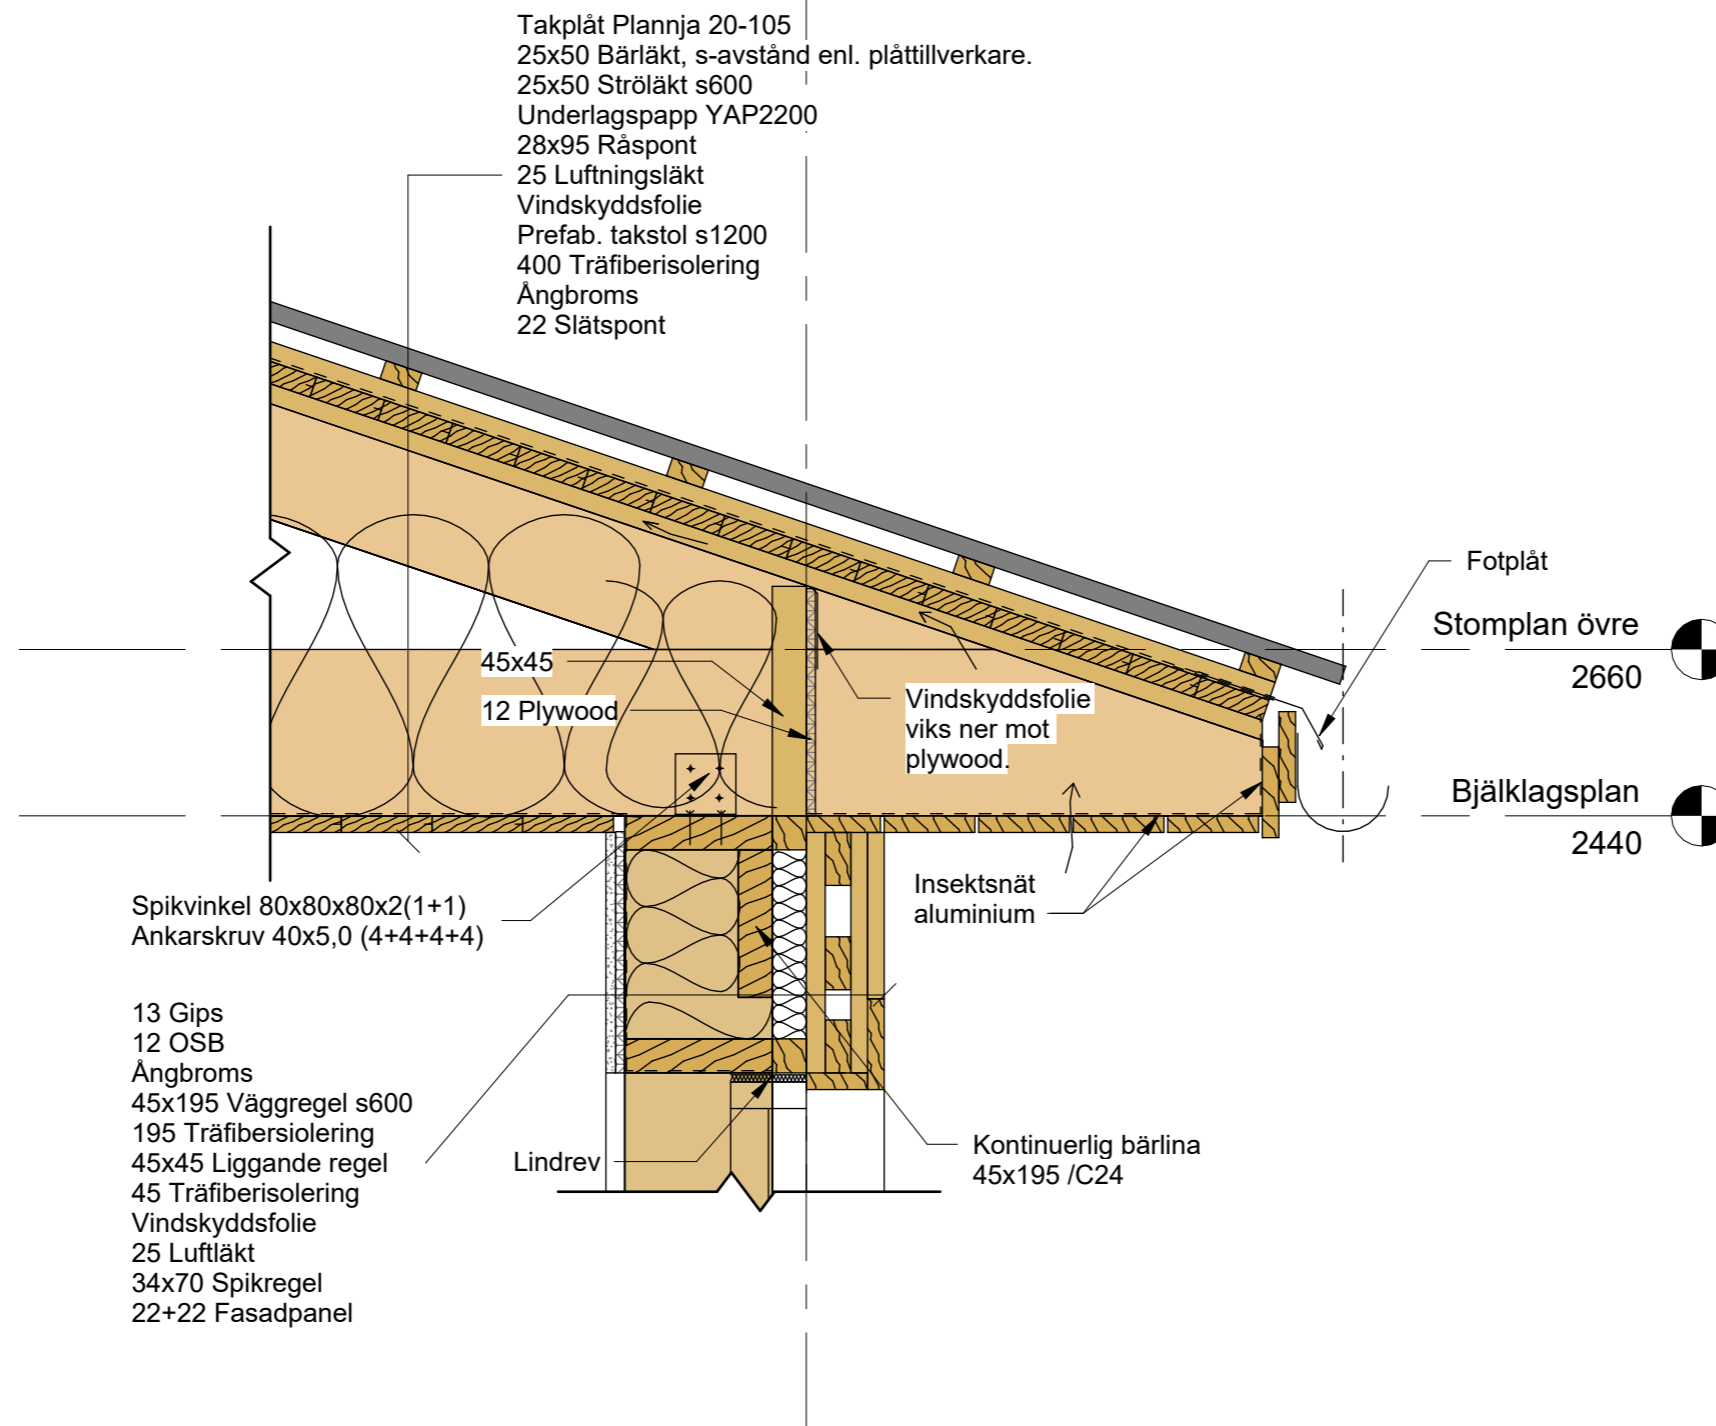 Takplåt Plannja 20-105
25x50 Bärläkt, s-avstånd enl. plåttillverkare.
25x50 Ströläkt s600
Underlagspapp YAP2200
28x95 Råspont
25 Luftningsläkt
Vindskyddsfolie
Prefab. takstol s1200
400 Träfiberisolering
Ångbroms
22 Slätspont
Fotplåt
Stomplan övre
2660
45x45
12 Plywood
Vindskyddsfolie
viks ner mot
plywood.
Bjälklagsplan
2440
Insektsnät
aluminium
Spikvinkel 80x80x80x2(1+1)
Ankarskruv 40x5,0 (4+4+4+4)
13 Gips
12 OSB
Ångbroms
45x195 Väggregel s600
195 Träfibersiolering
45x45 Liggande regel
45 Träfiberisolering
Vindskyddsfolie
25 Luftläkt
34x70 Spikregel
22+22 Fasadpanel
Lindrev
Kontinuerlig bärlina
45x195 /C24